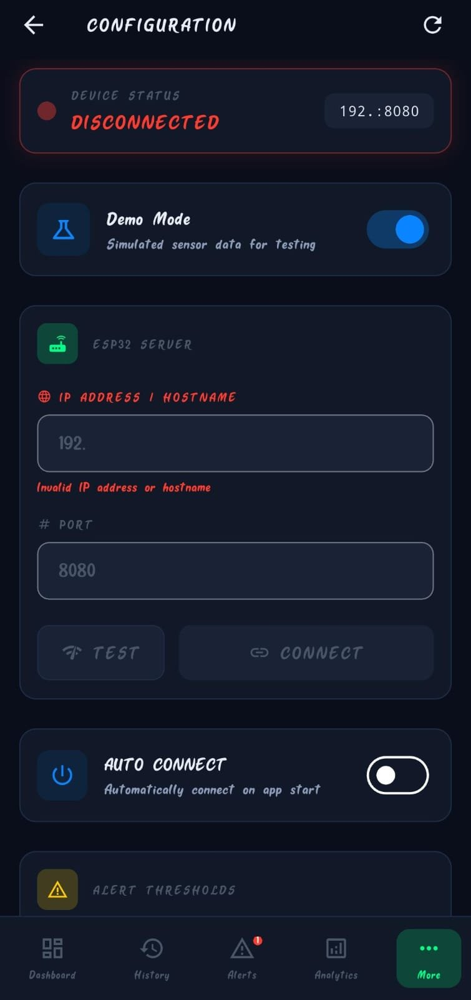 CONFIGURATION
DEVICE STATUS
DISCONNECTED
192.:8080
Demo Mode
Simulated sensor data for testing
ESP32 SERVER
IP ADDRESS / HOSTNAME
192.
Invalid IP address or hostname
# PORT
8080
TEST
CONNECT
AUTO CONNECT
Automatically connect on app start
ALERT THRESHOLDS
1
Dashboard
History
Alerts
Analytics
More